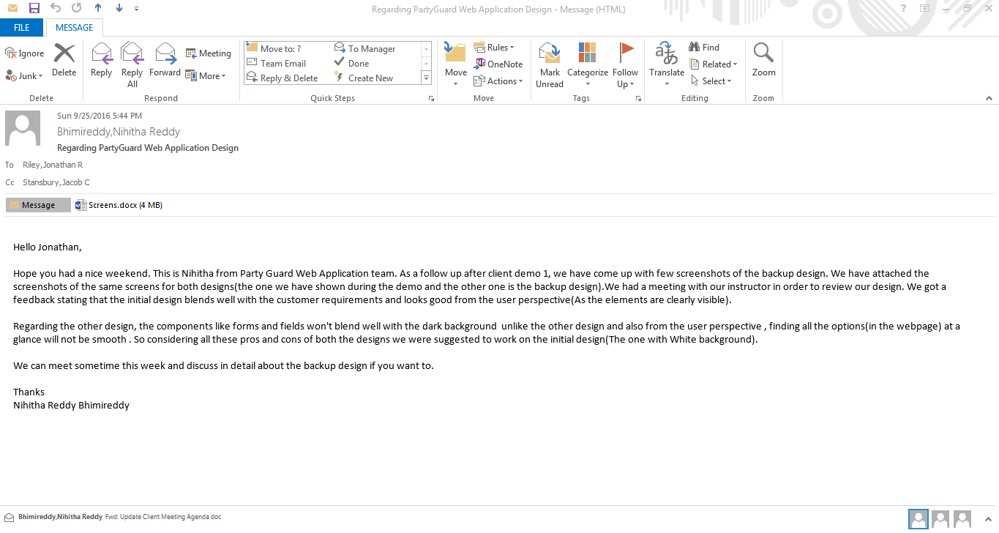 Regarding PartyGuard Web Application Design - Message (HTML)
FILE
MESSAGE
Ignore
Junk
Delete
Delete
Reply
Reply All
Forward
Meeting
More
Respond
Move to: ?
Team Email
Reply & Delete
To Manager
Done
Create New
Quick Steps
Move
Rules
OneNote
Actions
Move
Mark Unread
Categorize
Follow Up
Tags
Translate
Find
Related
Select
Editing
Zoom
Zoom
Sun 9/25/2016 5:44 PM
Bhimireddy,Nihitha Reddy
Regarding PartyGuard Web Application Design
To Riley,Jonathan R
Cc Stansbury,Jacob C
Message Screens.docx (4 MB)
Hello Jonathan,
Hope you had a nice weekend. This is Nihitha from Party Guard Web Application team. As a follow up after client demo 1, we have come up with few screenshots of the backup design. We have attached the
screenshots of the same screens for both designs(the one we have shown during the demo and the other one is the backup design).We had a meeting with our instructor in order to review our design. We got a
feedback stating that the initial design blends well with the customer requirements and looks good from the user perspective(As the elements are clearly visible).
Regarding the other design, the components like forms and fields won't blend well with the dark background  unlike the other design and also from the user perspective , finding all the options(in the webpage) at a
glance will not be smooth . So considering all these pros and cons of both the designs we were suggested to work on the initial design(The one with White background).
We can meet sometime this week and discuss in detail about the backup design if you want to.
Thanks
Nihitha Reddy Bhimireddy
Bhimireddy,Nihitha Reddy Fwd: Update Client Meeting Agenda doc